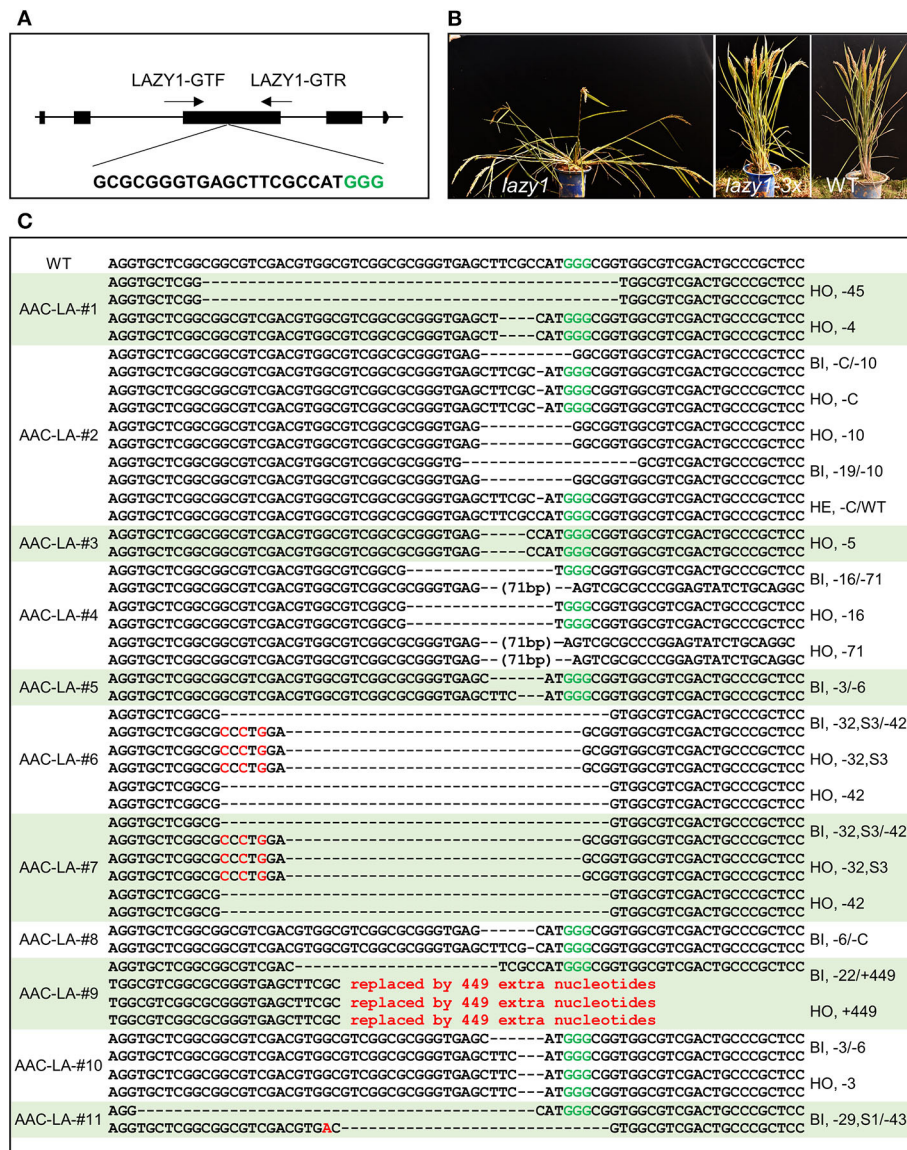 A
LAZY1-GTF LAZY1-GTR
GCGCGGGTGAGCTTCGCCATGGG
B
lazy1
lazy1-3x
WT
C
WT AGGTGCTCGGCGGCGTCGACGTGGCGTCGGCGCGGGTGAGCTTCGCCATGGGCGGTGGCGTCGACTGCCCGCTCC
AAC-LA-#1
AGGTGCTCGG---------------------------------------------TGGCGTCGACTGCCCGCTCC
AGGTGCTCGG---------------------------------------------TGGCGTCGACTGCCCGCTCC
HO, -45
AGGTGCTCGGCGGCGTCGACGTGGCGTCGGCGCGGGTGAGCT----CATGGGCGGTGGCGTCGACTGCCCGCTCC
AGGTGCTCGGCGGCGTCGACGTGGCGTCGGCGCGGGTGAGCT----CATGGGCGGTGGCGTCGACTGCCCGCTCC
HO, -4
AAC-LA-#2
AGGTGCTCGGCGGCGTCGACGTGGCGTCGGCGCGGGTGAG----------GGCGGTGGCGTCGACTGCCCGCTCC
AGGTGCTCGGCGGCGTCGACGTGGCGTCGGCGCGGGTGAGCTTCGC-ATGGGCGGTGGCGTCGACTGCCCGCTCC
BI, -C/-10
AGGTGCTCGGCGGCGTCGACGTGGCGTCGGCGCGGGTGAGCTTCGC-ATGGGCGGTGGCGTCGACTGCCCGCTCC
AGGTGCTCGGCGGCGTCGACGTGGCGTCGGCGCGGGTGAGCTTCGC-ATGGGCGGTGGCGTCGACTGCCCGCTCC
HO, -C
AGGTGCTCGGCGGCGTCGACGTGGCGTCGGCGCGGGTGAG----------GGCGGTGGCGTCGACTGCCCGCTCC
AGGTGCTCGGCGGCGTCGACGTGGCGTCGGCGCGGGTGAG----------GGCGGTGGCGTCGACTGCCCGCTCC
HO, -10
AGGTGCTCGGCGGCGTCGACGTGGCGTCGGCGCGGGTG-------------------GCGTCGACTGCCCGCTCC
AGGTGCTCGGCGGCGTCGACGTGGCGTCGGCGCGGGTGAG----------GGCGGTGGCGTCGACTGCCCGCTCC
BI, -19/-10
AGGTGCTCGGCGGCGTCGACGTGGCGTCGGCGCGGGTGAGCTTCGC-ATGGGCGGTGGCGTCGACTGCCCGCTCC
AGGTGCTCGGCGGCGTCGACGTGGCGTCGGCGCGGGTGAGCTTCGCCATGGGCGGTGGCGTCGACTGCCCGCTCC
HE, -C/WT
AAC-LA-#3
AGGTGCTCGGCGGCGTCGACGTGGCGTCGGCGCGGGTGAG-----CCATGGGCGGTGGCGTCGACTGCCCGCTCC
AGGTGCTCGGCGGCGTCGACGTGGCGTCGGCGCGGGTGAG-----CCATGGGCGGTGGCGTCGACTGCCCGCTCC
HO, -5
AAC-LA-#4
AGGTGCTCGGCGGCGTCGACGTGGCGTCGGCG----------------TGGGCGGTGGCGTCGACTGCCCGCTCC
AGGTGCTCGGCGGCGTCGACGTGGCGTCGGCGCGGGTGAG--(71bp)--AGTCGCGCCCGGAGTATCTGCAGGC
BI, -16/-71
AGGTGCTCGGCGGCGTCGACGTGGCGTCGGCG----------------TGGGCGGTGGCGTCGACTGCCCGCTCC
AGGTGCTCGGCGGCGTCGACGTGGCGTCGGCG----------------TGGGCGGTGGCGTCGACTGCCCGCTCC
HO, -16
AGGTGCTCGGCGGCGTCGACGTGGCGTCGGCGCGGGTGAG--(71bp)--AGTCGCGCCCGGAGTATCTGCAGGC
AGGTGCTCGGCGGCGTCGACGTGGCGTCGGCGCGGGTGAG--(71bp)--AGTCGCGCCCGGAGTATCTGCAGGC
HO, -71
AAC-LA-#5
AGGTGCTCGGCGGCGTCGACGTGGCGTCGGCGCGGGTGAGC------ATGGGCGGTGGCGTCGACTGCCCGCTCC
AGGTGCTCGGCGGCGTCGACGTGGCGTCGGCGCGGGTGAGCTTC---ATGGGCGGTGGCGTCGACTGCCCGCTCC
BI, -3/-6
AAC-LA-#6
AGGTGCTCGGCG------------------------------------------GTGGCGTCGACTGCCCGCTCC
AGGTGCTCGGCGCCCTGGA--------------------------------GCGGTGGCGTCGACTGCCCGCTCC
BI, -32,S3/-42
AGGTGCTCGGCGCCCTGGA--------------------------------GCGGTGGCGTCGACTGCCCGCTCC
AGGTGCTCGGCGCCCTGGA--------------------------------GCGGTGGCGTCGACTGCCCGCTCC
HO, -32,S3
AGGTGCTCGGCG------------------------------------------GTGGCGTCGACTGCCCGCTCC
AGGTGCTCGGCG------------------------------------------GTGGCGTCGACTGCCCGCTCC
HO, -42
AAC-LA-#7
AGGTGCTCGGCG------------------------------------------GTGGCGTCGACTGCCCGCTCC
AGGTGCTCGGCGCCCTGGA--------------------------------GCGGTGGCGTCGACTGCCCGCTCC
BI, -32,S3/-42
AGGTGCTCGGCGCCCTGGA--------------------------------GCGGTGGCGTCGACTGCCCGCTCC
AGGTGCTCGGCGCCCTGGA--------------------------------GCGGTGGCGTCGACTGCCCGCTCC
HO, -32,S3
AGGTGCTCGGCG------------------------------------------GTGGCGTCGACTGCCCGCTCC
AGGTGCTCGGCG------------------------------------------GTGGCGTCGACTGCCCGCTCC
HO, -42
AAC-LA-#8
AGGTGCTCGGCGGCGTCGACGTGGCGTCGGCGCGGGTGAG------CATGGGCGGTGGCGTCGACTGCCCGCTCC
AGGTGCTCGGCGGCGTCGACGTGGCGTCGGCGCGGGTGAGCTTCG-CATGGGCGGTGGCGTCGACTGCCCGCTCC
BI, -6/-C
AAC-LA-#9
AGGTGCTCGGCGGCGTCGAC----------------------TCGCCATGGGCGGTGGCGTCGACTGCCCGCTCC
TGGCGTCGGCGCGGGTGAGCTTCGC replaced by 449 extra nucleotides
BI, -22/+449
TGGCGTCGGCGCGGGTGAGCTTCGC replaced by 449 extra nucleotides
TGGCGTCGGCGCGGGTGAGCTTCGC replaced by 449 extra nucleotides
HO, +449
AAC-LA-#10
AGGTGCTCGGCGGCGTCGACGTGGCGTCGGCGCGGGTGAGC------ATGGGCGGTGGCGTCGACTGCCCGCTCC
AGGTGCTCGGCGGCGTCGACGTGGCGTCGGCGCGGGTGAGCTTC---ATGGGCGGTGGCGTCGACTGCCCGCTCC
BI, -3/-6
AGGTGCTCGGCGGCGTCGACGTGGCGTCGGCGCGGGTGAGCTTC---ATGGGCGGTGGCGTCGACTGCCCGCTCC
AGGTGCTCGGCGGCGTCGACGTGGCGTCGGCGCGGGTGAGCTTC---ATGGGCGGTGGCGTCGACTGCCCGCTCC
HO, -3
AAC-LA-#11
AGG-------------------------------------------CATGGGCGGTGGCGTCGACTGCCCGCTCC
AGGTGCTCGGCGGCGTCGACGTGAC-----------------------------GTGGCGTCGACTGCCCGCTCC
BI, -29,S1/-43